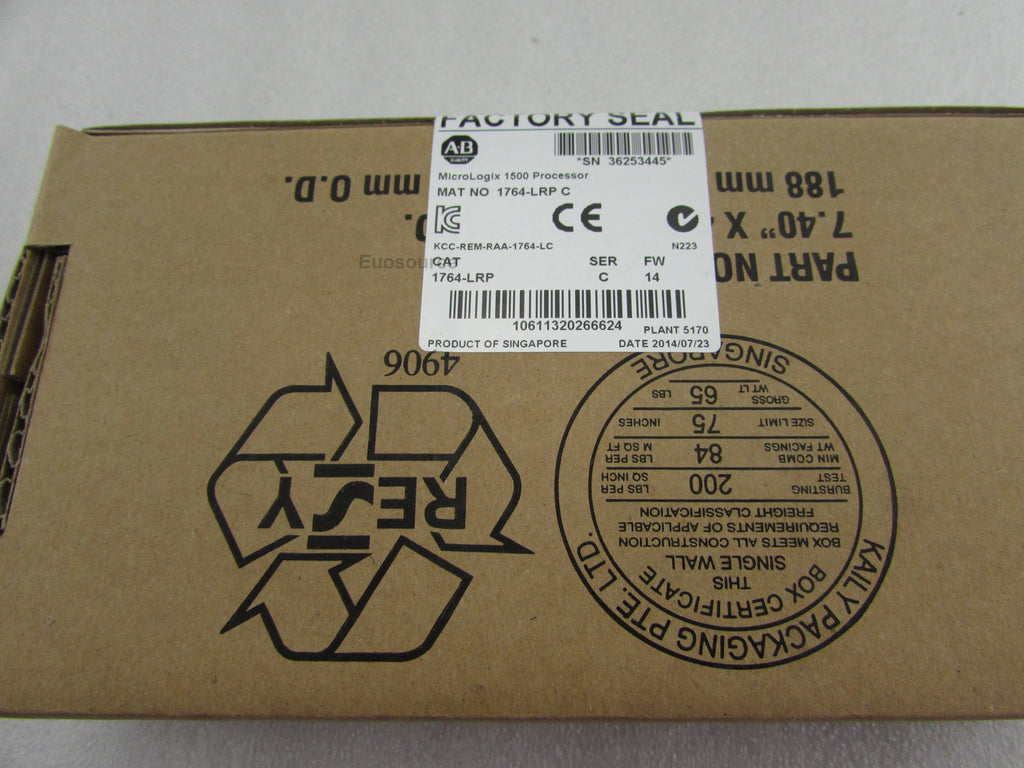 FACTORY SEAL
A-B
QUALITY
*SN 36253445*
MicroLogix 1500 Processor
MAT NO 1764-LRP C
CE
KCC-REM-RAA-1764-LC
N223
CAT SER FW
1764-LRP C 14
10611320266624
PLANT 5170
PRODUCT OF SINGAPORE DATE 2014/07/23
Euosource
PART NO
7.40" X
188 mm
mm O.D.
4906
RESY
KAILY PACKAGING PTE. LTD.
BOX CERTIFICATE
THIS
SINGLE WALL
BOX MEETS ALL CONSTRUCTION
REQUIREMENTS OF APPLICABLE
FREIGHT CLASSIFICATION
BURSTING TEST 200 LBS PER SQ INCH
MIN COMB WT FACINGS 84 LBS PER M SQ FT
SIZE LIMIT 75 INCHES
GROSS WT LT 65 LBS
SINGAPORE